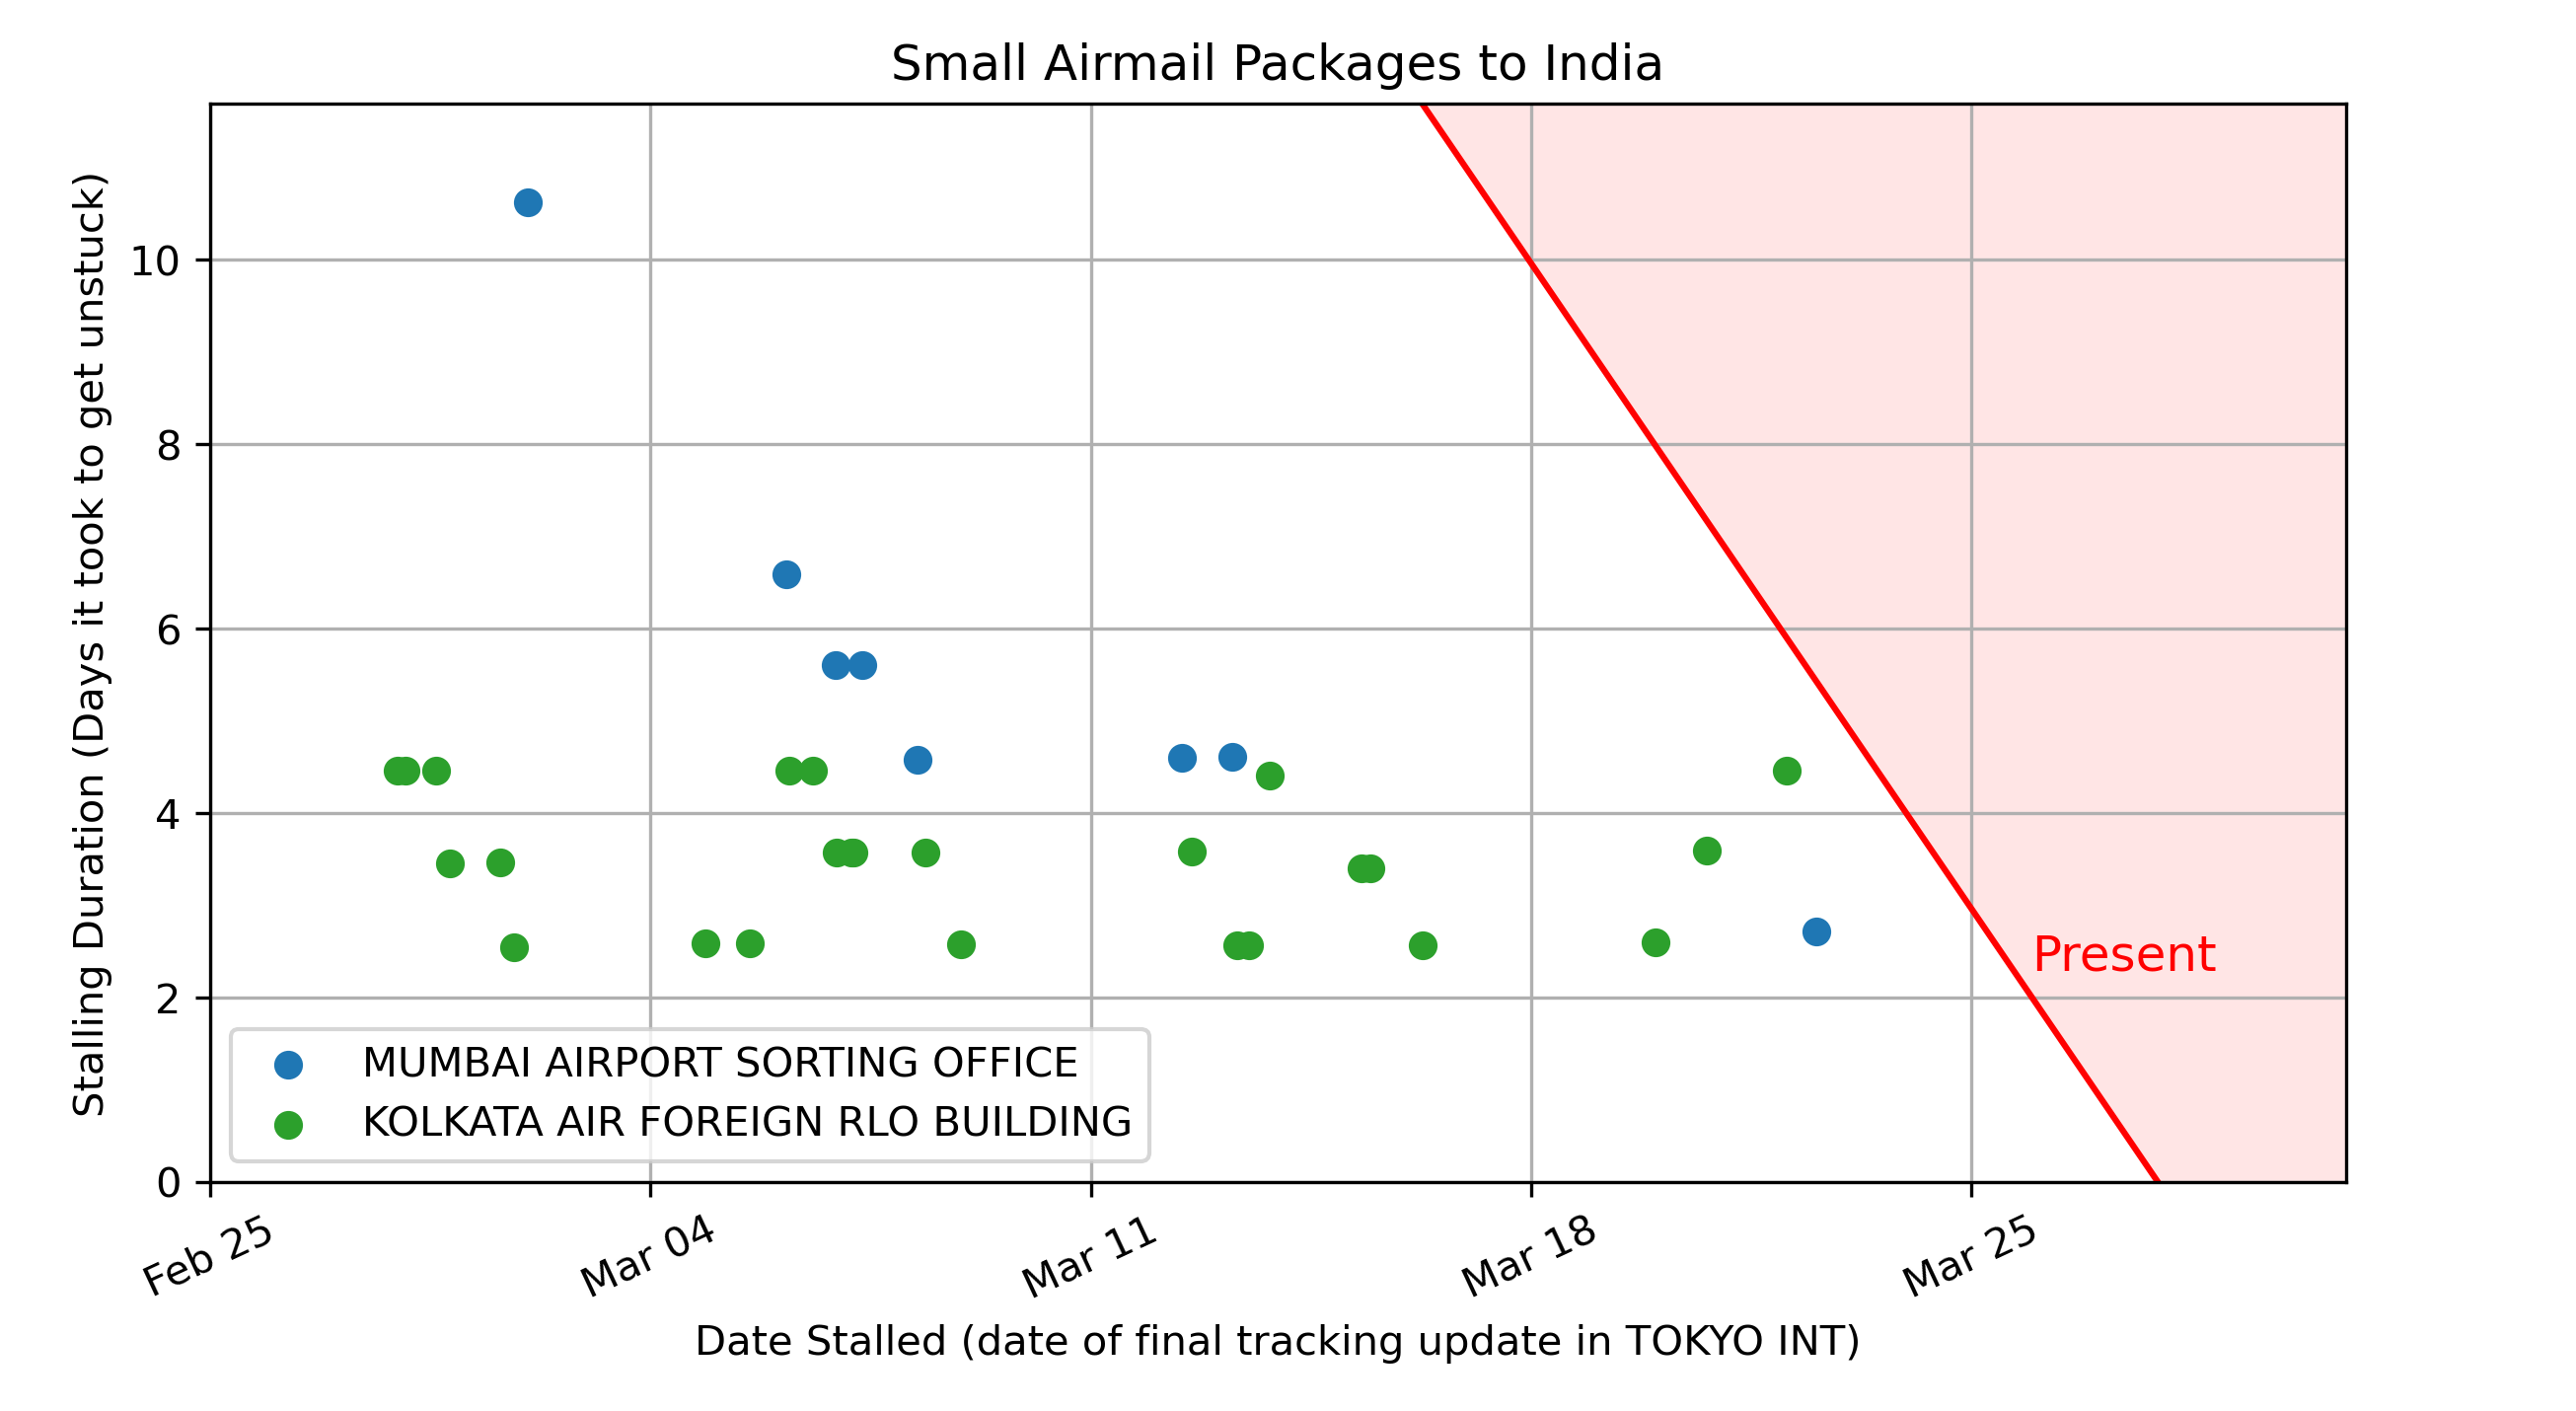 Small Airmail Packages to India
Stalling Duration (Days it took to get unstuck)
10
8
6
4
2
0
Present
MUMBAI AIRPORT SORTING OFFICE
KOLKATA AIR FOREIGN RLO BUILDING
Feb 25
Mar 04
Mar 11
Mar 18
Mar 25
Date Stalled (date of final tracking update in TOKYO INT)